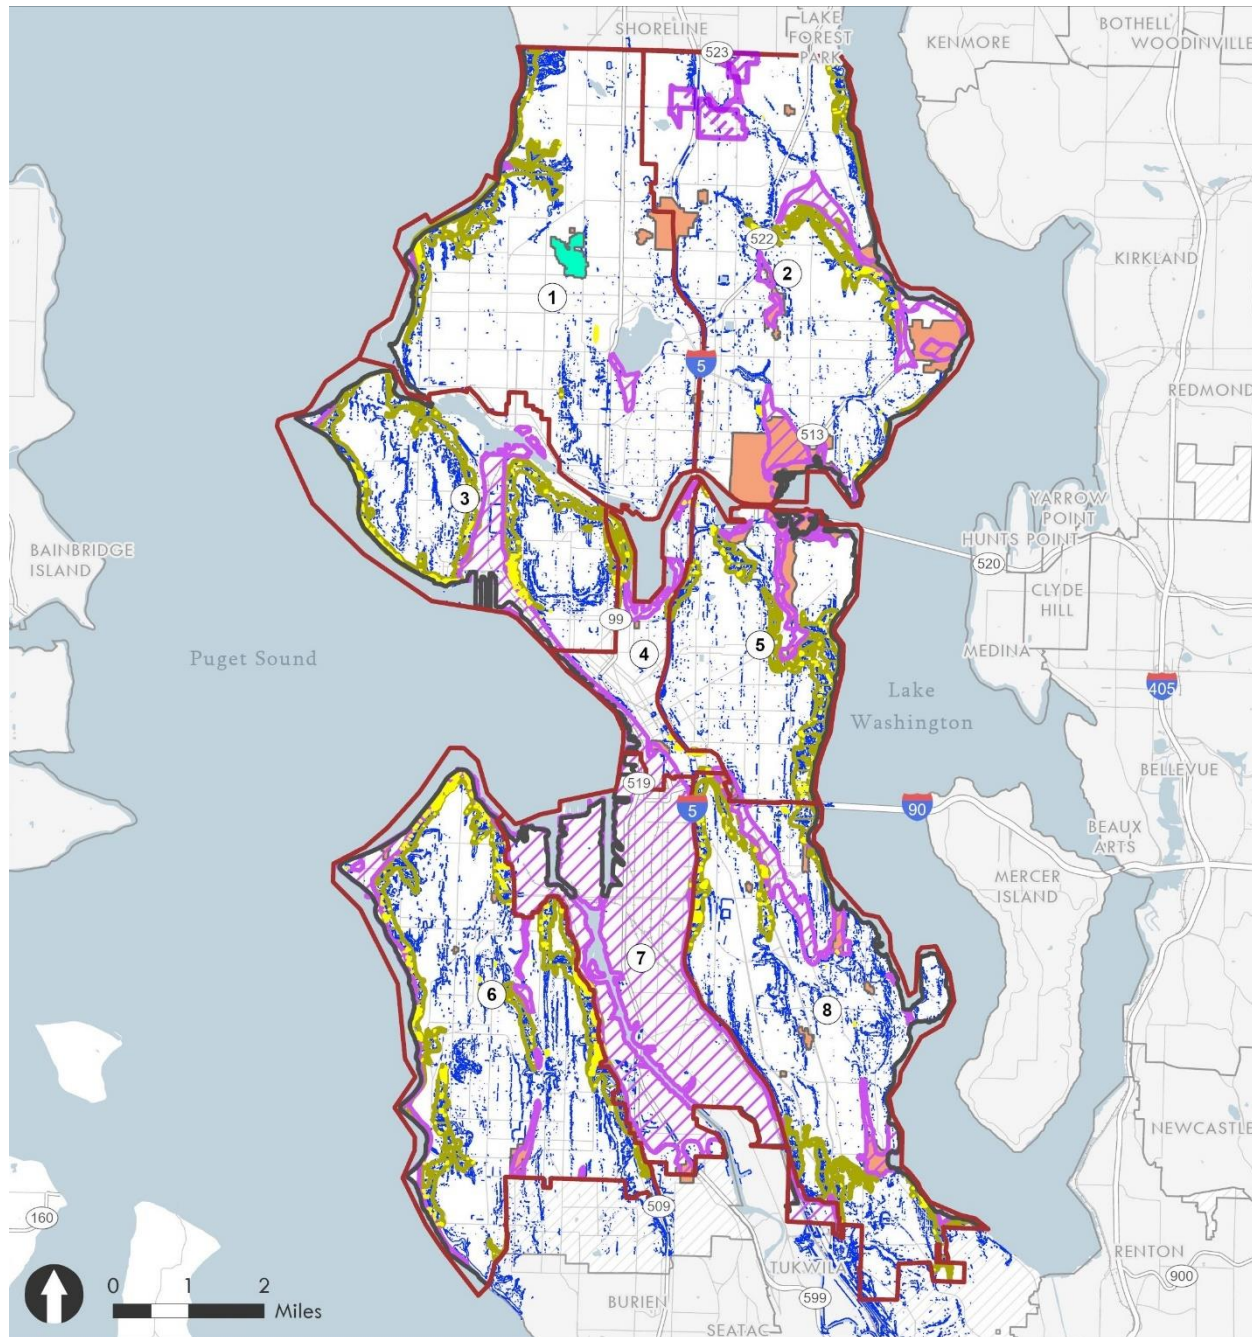 SHORELINE
LAKE
FOREST
PARK
BOTHELL
KENMORE
WOODINVILLE
523
522
KIRKLAND
1
2
5
REDMOND
513
3
YARROW
POINT
HUNTS POINT
520
BAINBRIDGE
ISLAND
CLYDE
HILL
99
4
5
MEDINA
Puget Sound
405
Lake
Washington
BELLEVUE
519
5
90
BEAUX
ARTS
MERCER
ISLAND
7
6
8
NEWCASTLE
160
509
RENTON
900
TUKWILA
599
BURIEN
SEATAC
0 1 2
Miles